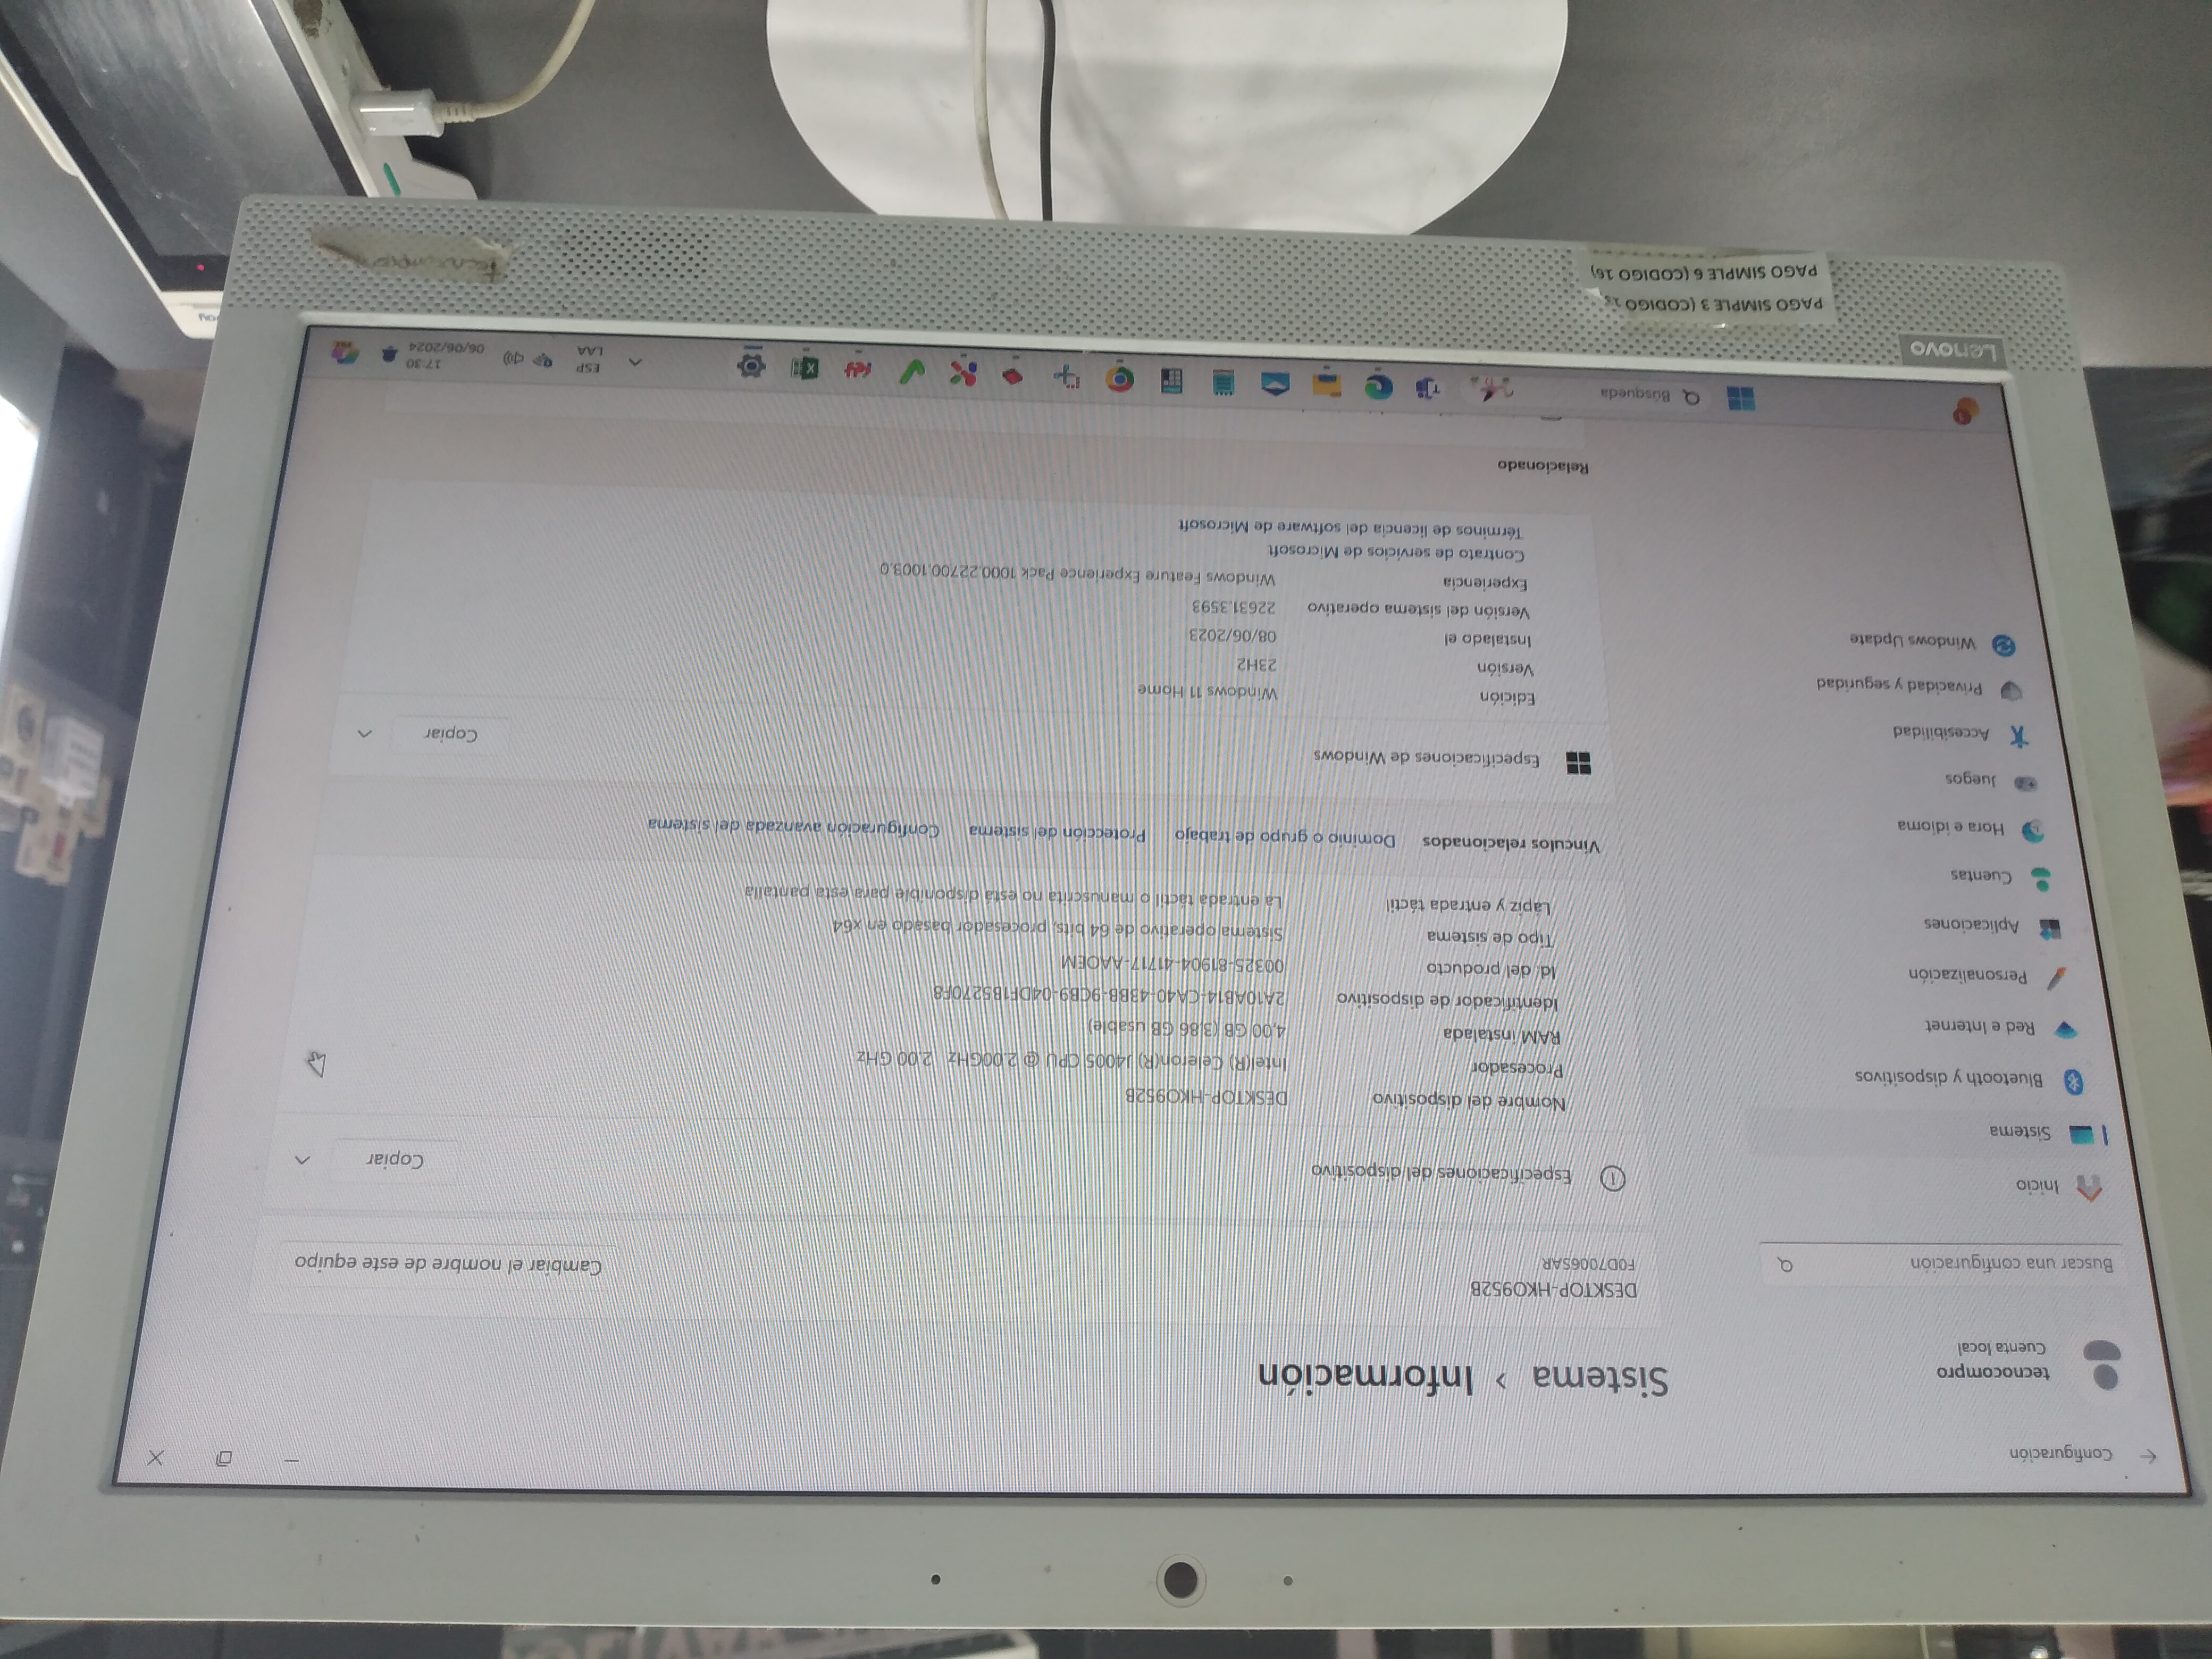 Configuración
tecnocompro
Cuenta local
Buscar una configuración
Inicio
Sistema
Bluetooth y dispositivos
Red e Internet
Personalización
Aplicaciones
Cuentas
Hora e idioma
Juegos
Accesibilidad
Privacidad y seguridad
Windows Update
Sistema > Información
DESKTOP-HKO952B
F0D7006SAR
Cambiar el nombre de este equipo
Especificaciones del dispositivo
Copiar
Nombre del dispositivo DESKTOP-HKO952B
Procesador Intel(R) Celeron(R) J4005 CPU @ 2.00GHz 2.00 GHz
RAM instalada 4,00 GB (3,86 GB usable)
Identificador de dispositivo 2A10AB14-CA40-43BB-9CB9-04DF1B5270F8
Id. del producto 00325-81904-41717-AAOEM
Tipo de sistema Sistema operativo de 64 bits, procesador basado en x64
Lápiz y entrada táctil La entrada táctil o manuscrita no está disponible para esta pantalla
Vínculos relacionados Dominio o grupo de trabajo Protección del sistema Configuración avanzada del sistema
Especificaciones de Windows
Copiar
Edición Windows 11 Home
Versión 23H2
Instalado el 08/06/2023
Versión del sistema operativo 22631.3593
Experiencia Windows Feature Experience Pack 1000.22700.1003.0
Contrato de servicios de Microsoft
Términos de licencia del software de Microsoft
Relacionado
Búsqueda
ESP
LAA
17:30
06/06/2024
Lenovo
PAGO SIMPLE 3 (CODIGO
PAGO SIMPLE 6 (CODIGO 16)